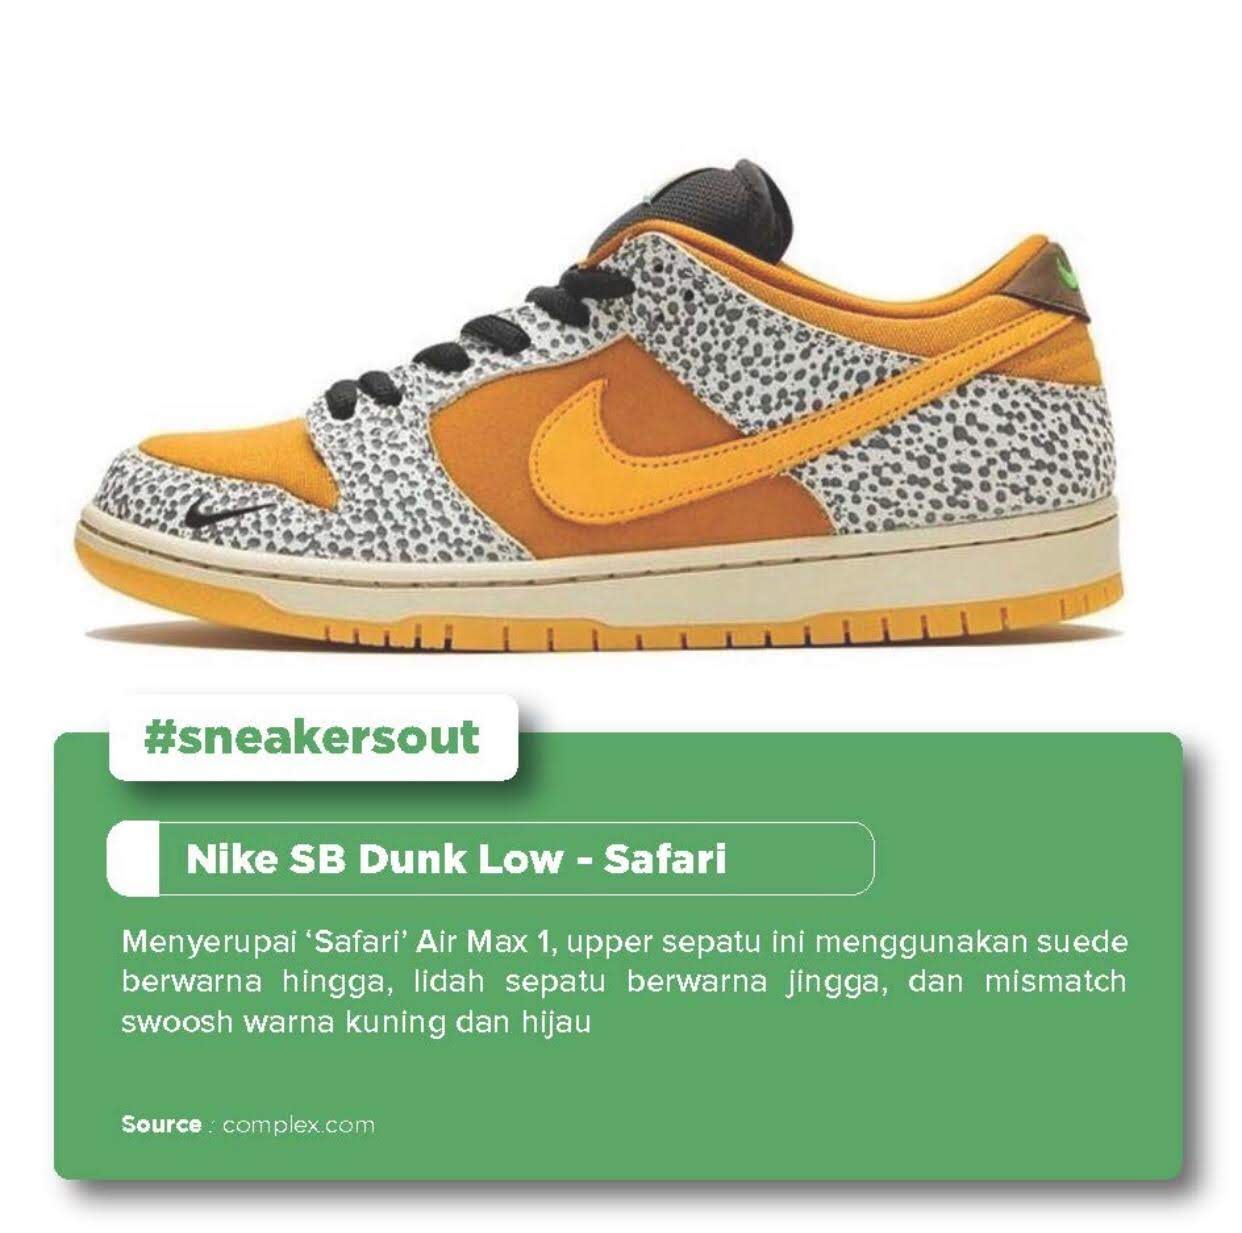 #sneakersout
Nike SB Dunk Low - Safari
Menyerupai ‘Safari’ Air Max 1, upper sepatu ini menggunakan suede
berwarna hingga, lidah sepatu berwarna jingga, dan mismatch
swoosh warna kuning dan hijau
Source : complex.com